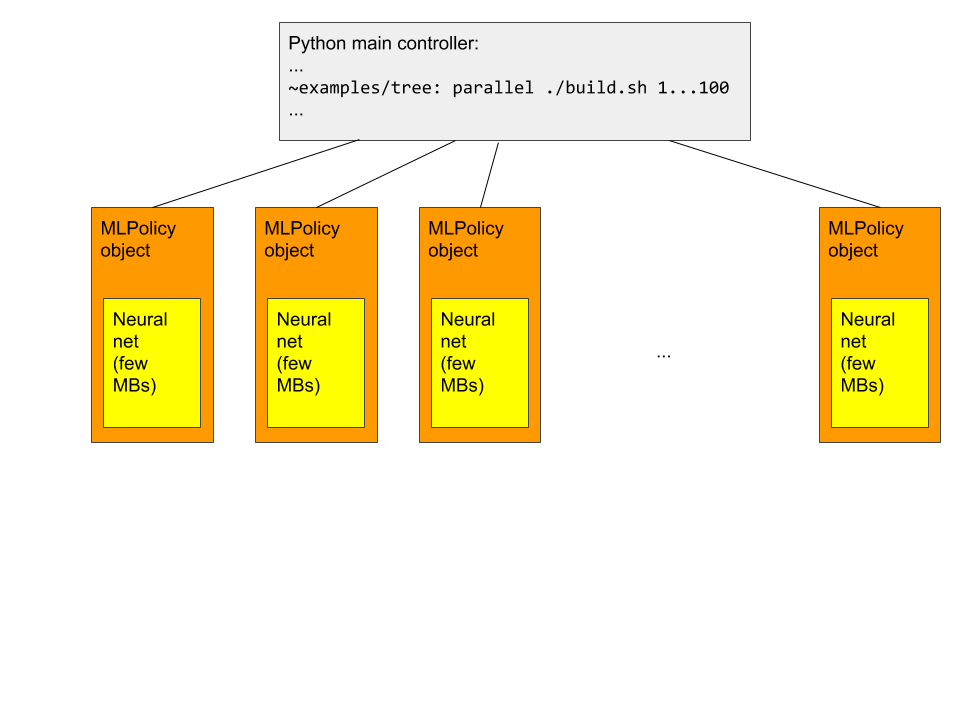 Python main controller:
...
~examples/tree: parallel ./build.sh 1...100
...
MLPolicy
object
Neural
net
(few
MBs)
MLPolicy
object
Neural
net
(few
MBs)
MLPolicy
object
Neural
net
(few
MBs)
...
MLPolicy
object
Neural
net
(few
MBs)